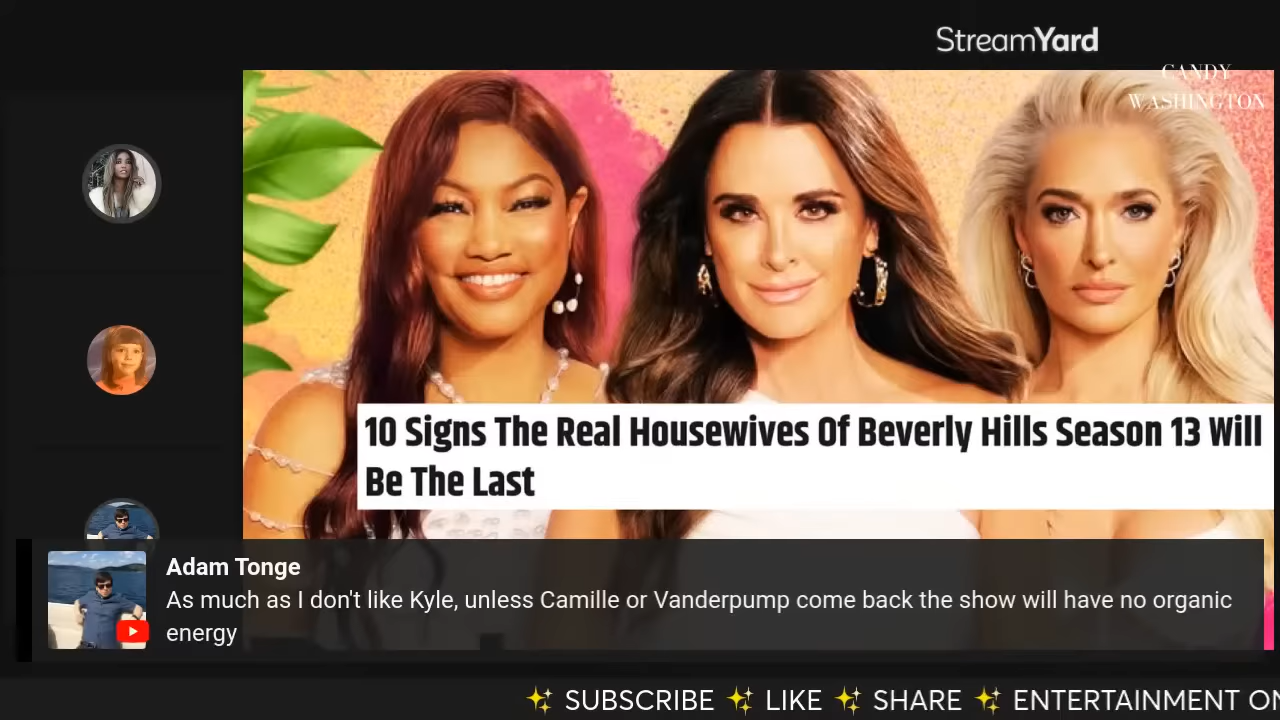 StreamYard
CANDY
WASHINGTON
10 Signs The Real Housewives Of Beverly Hills Season 13 Will
Be The Last
Adam Tonge
As much as I don't like Kyle, unless Camille or Vanderpump come back the show will have no organic
energy
✨ SUBSCRIBE ✨ LIKE ✨ SHARE ✨ ENTERTAINMENT ON